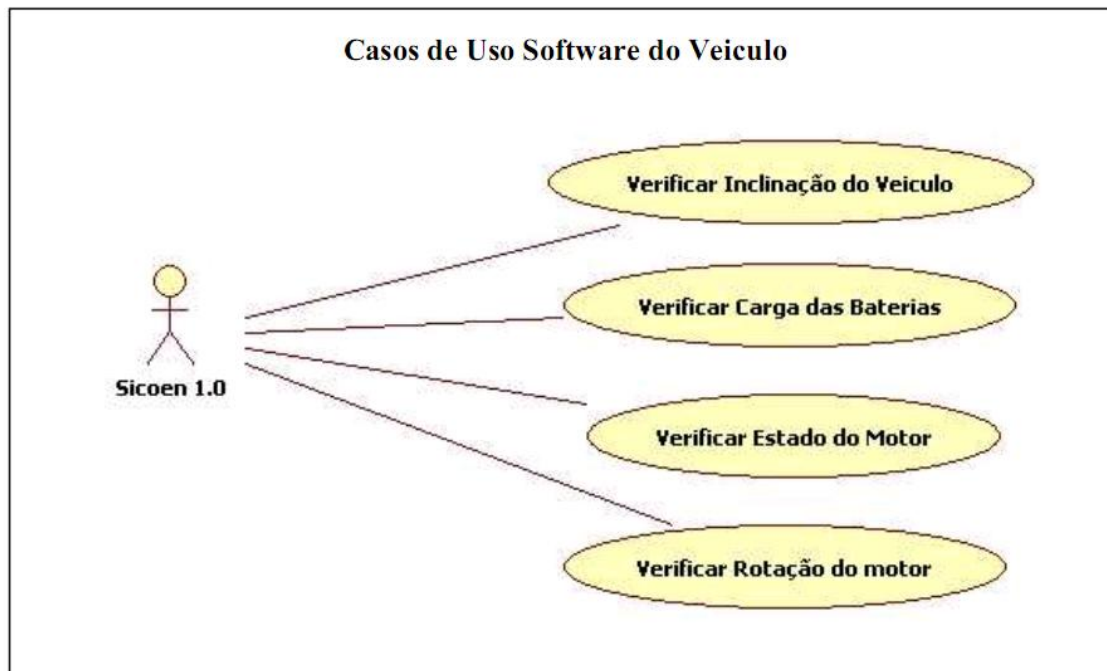 Casos de Uso Software do Veiculo
Verificar Inclinação do Veiculo
Verificar Carga das Baterias
Sicoen 1.0
Verificar Estado do Motor
Verificar Rotação do motor